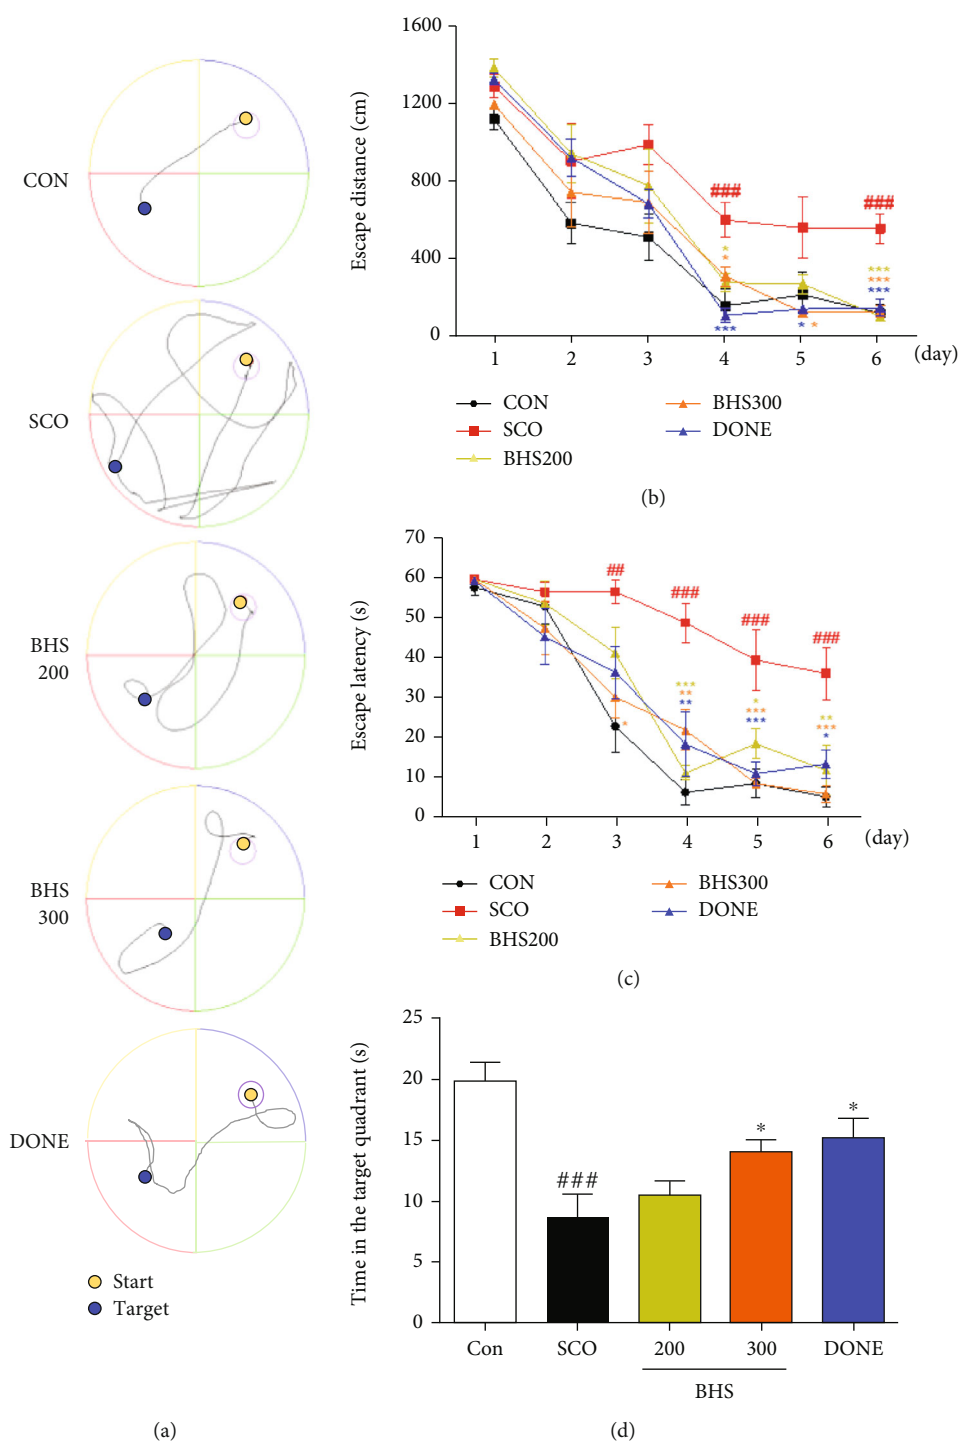 CON
SCO
BHS
200
BHS
300
DONE
Start
Target
(a)
Escape distance (cm)
1600
1200
800
400
0
###
###
*
*
***
*
*
***
***
***
1
2
3
4
5
6
(day)
CON
SCO
BHS200
BHS300
DONE
(b)
Escape latency (s)
70
60
50
40
30
20
10
0
##
###
###
###
*
***
**
**
*
***
***
**
***
*
1
2
3
4
5
6
(day)
CON
SCO
BHS200
BHS300
DONE
(c)
Time in the target quadrant (s)
25
20
15
10
5
0
###
*
*
Con
SCO
200
300
DONE
BHS
(d)